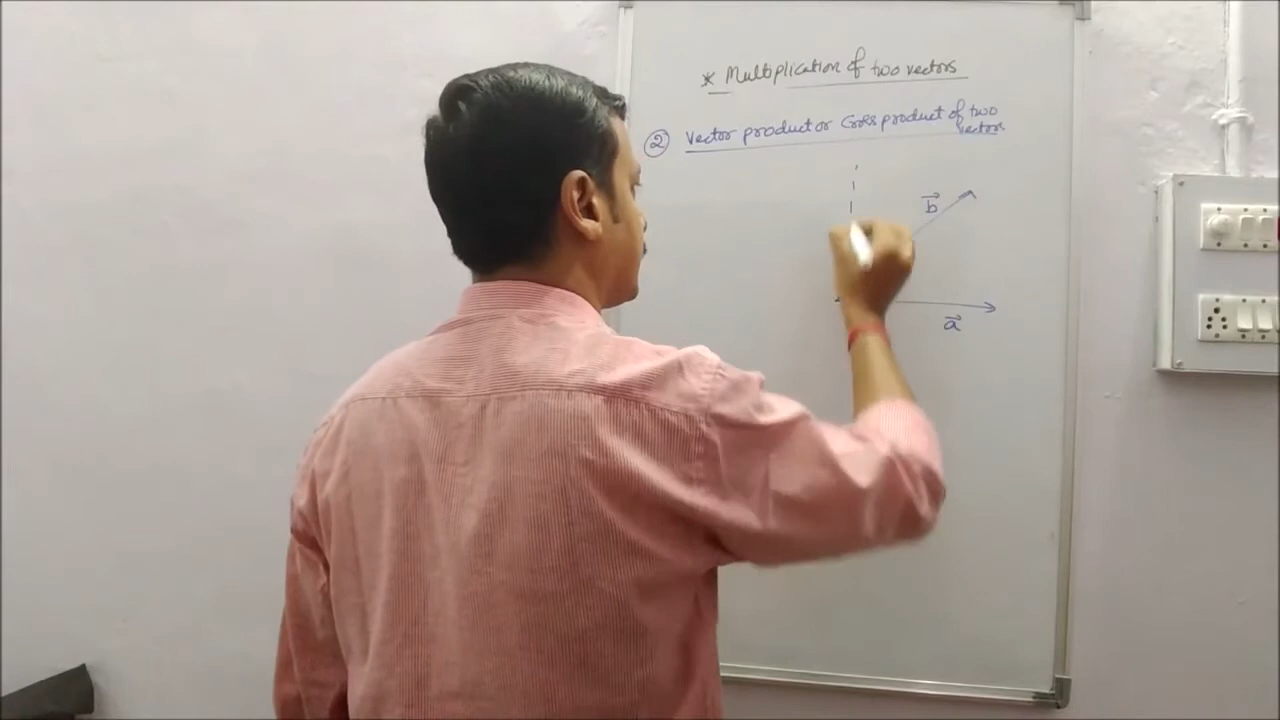 * Multiplication of two vectors
② Vector product or Cross product of two
vectors
b⃗
a⃗